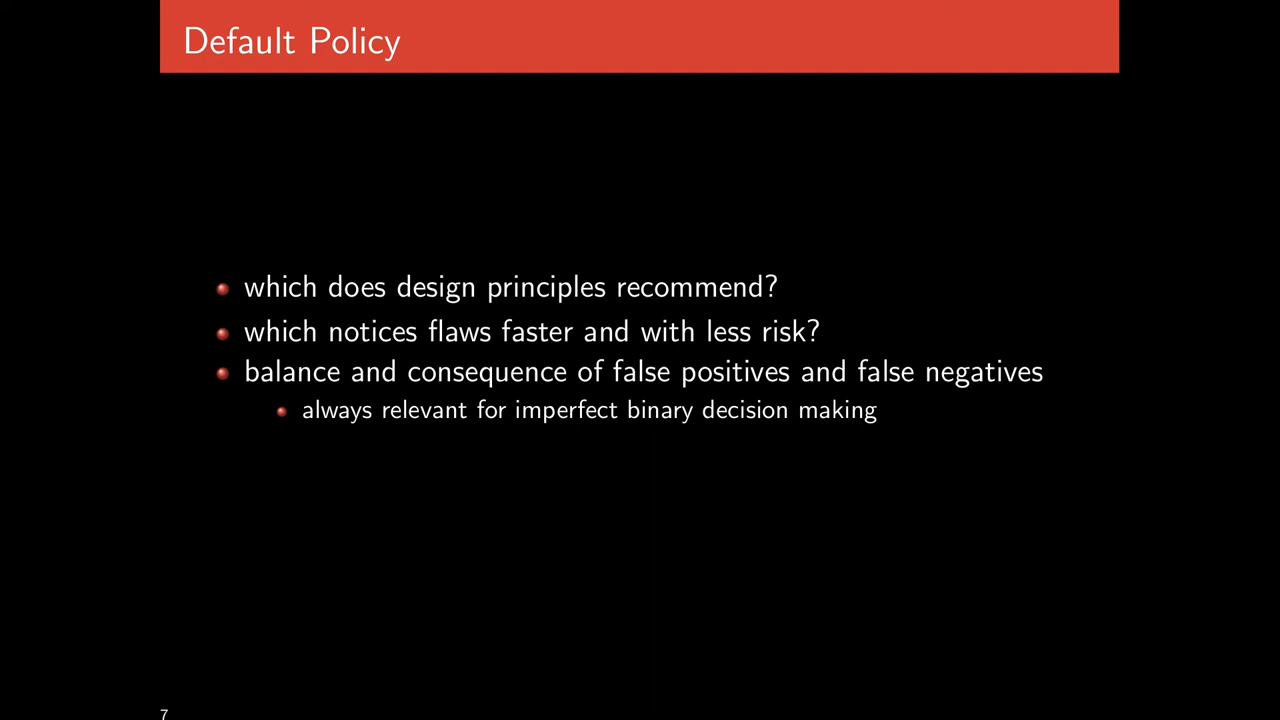 Default Policy
which does design principles recommend?
which notices flaws faster and with less risk?
balance and consequence of false positives and false negatives
always relevant for imperfect binary decision making
7